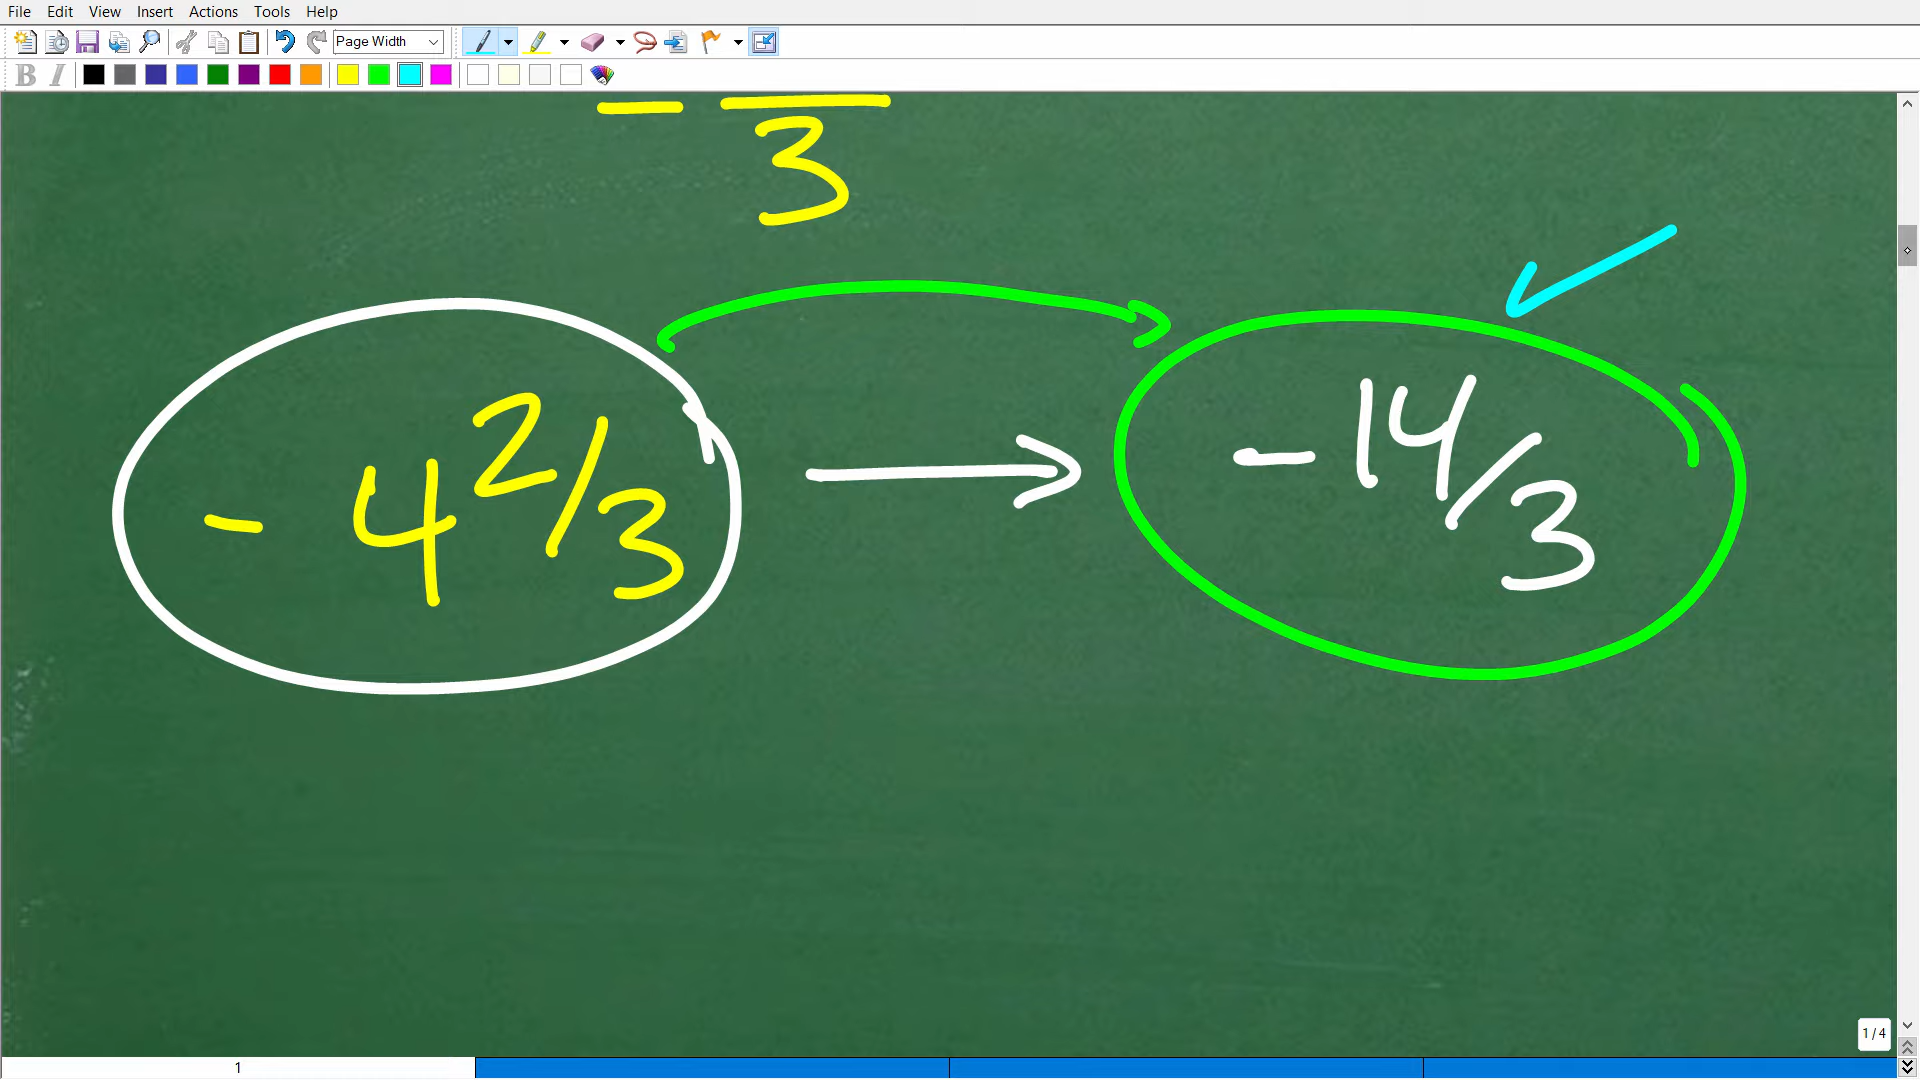 File Edit View Insert Actions Tools Help
Page Width
B I
- 3
- 4 2/3 → - 14/3
1 / 4
1